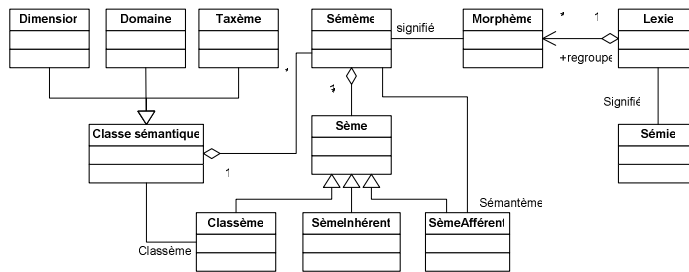 Dimension
Domaine
Taxème
Sémème
signifié
Morphème
*
1
Lexie
+regroupe
*
*
Signifié
Classe sémantique
Sème
Sémie
1
Sémantème
Classème
SèmeInhérent
SèmeAfférent
Classème